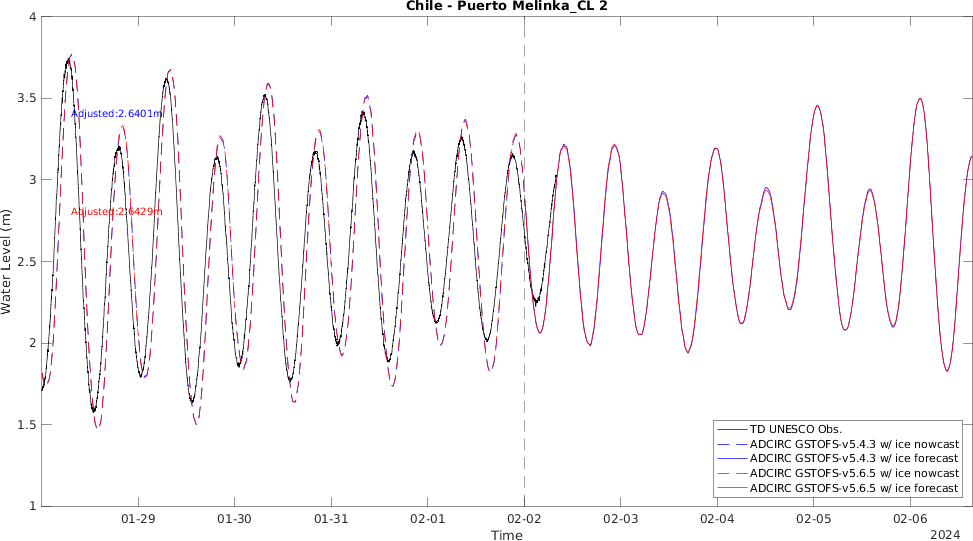 Chile - Puerto Melinka_CL 2
4
3.5
3
2.5
2
1.5
1
Water Level (m)
Adjusted:2.6401m
Adjusted:2.6429m
TD UNESCO Obs.
ADCIRC GSTOFS-v5.4.3 w/ ice nowcast
ADCIRC GSTOFS-v5.4.3 w/ ice forecast
ADCIRC GSTOFS-v5.6.5 w/ ice nowcast
ADCIRC GSTOFS-v5.6.5 w/ ice forecast
01-29 01-30 01-31 02-01 02-02 02-03 02-04 02-05 02-06
Time
2024